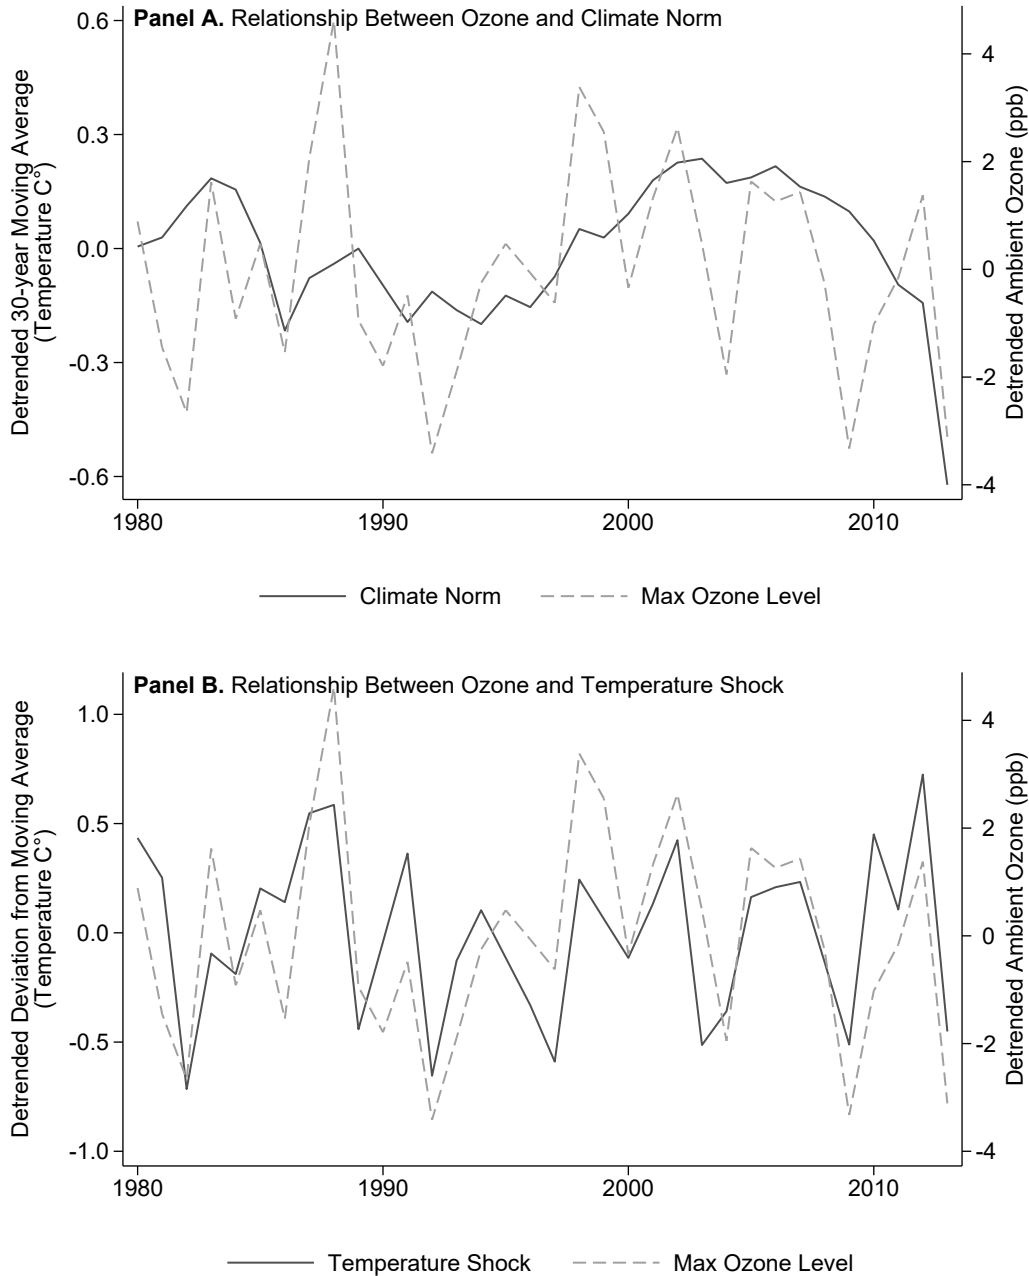 Panel A. Relationship Between Ozone and Climate Norm
Detrended 30-year Moving Average
(Temperature C°)
0.6
0.3
0.0
-0.3
-0.6
4
2
0
-2
-4
Detrended Ambient Ozone (ppb)
1980 1990 2000 2010
Climate Norm Max Ozone Level
Panel B. Relationship Between Ozone and Temperature Shock
Detrended Deviation from Moving Average
(Temperature C°)
1.0
0.5
0.0
-0.5
-1.0
4
2
0
-2
-4
Detrended Ambient Ozone (ppb)
1980 1990 2000 2010
Temperature Shock Max Ozone Level